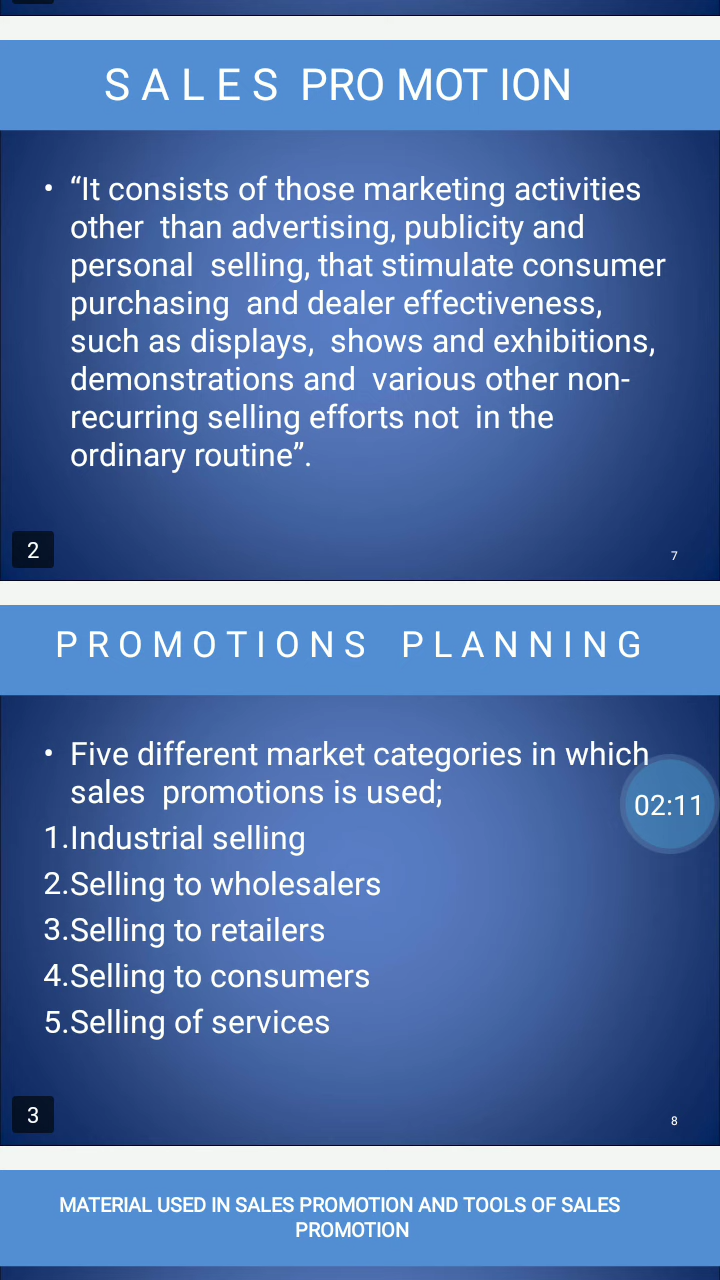 SALES PROMOTION
• “It consists of those marketing activities
other than advertising, publicity and
personal selling, that stimulate consumer
purchasing and dealer effectiveness,
such as displays, shows and exhibitions,
demonstrations and various other non-
recurring selling efforts not in the
ordinary routine”.
2
7
PROMOTIONS PLANNING
• Five different market categories in which
sales promotions is used;
02:11
1.Industrial selling
2.Selling to wholesalers
3.Selling to retailers
4.Selling to consumers
5.Selling of services
3
8
MATERIAL USED IN SALES PROMOTION AND TOOLS OF SALES
PROMOTION